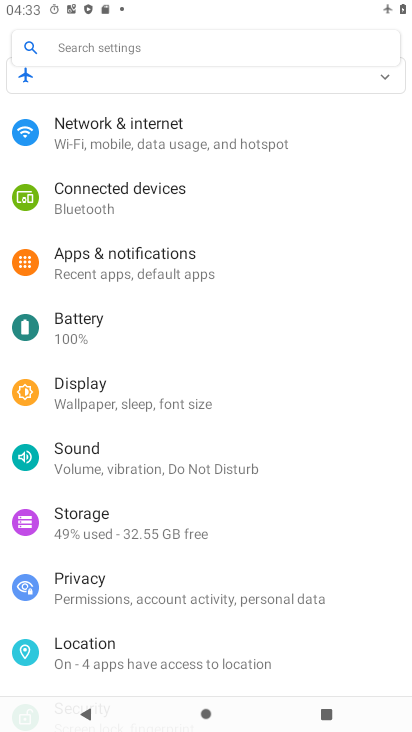 04:33
Search settings
Network & internet
Wi-Fi, mobile, data usage, and hotspot
Connected devices
Bluetooth
Apps & notifications
Recent apps, default apps
Battery
100%
Display
Wallpaper, sleep, font size
Sound
Volume, vibration, Do Not Disturb
Storage
49% used - 32.55 GB free
Privacy
Permissions, account activity, personal data
Location
On - 4 apps have access to location
Security
Screen lock, fingerprint